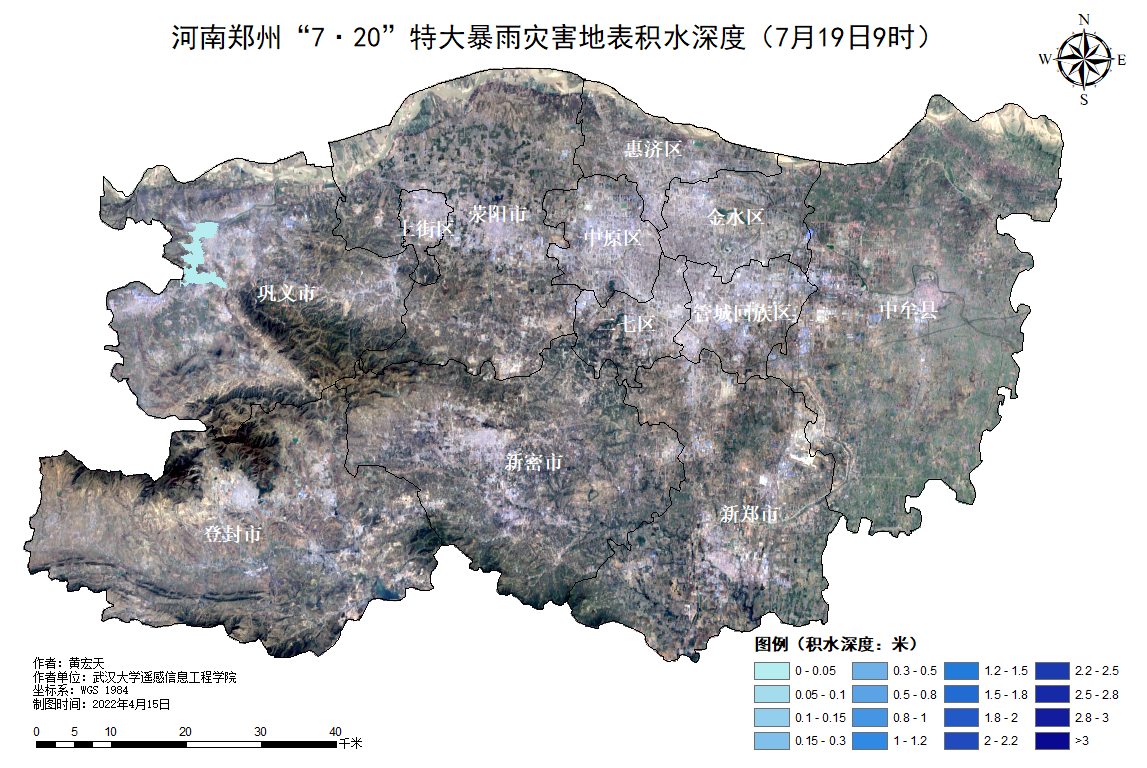 河南郑州“7·20”特大暴雨灾害地表积水深度（7月19日9时）
N
W E
S
惠济区
荥阳市
金水区
上街区
中原区
巩义市
中牟县
管城回族区
二七区
新密市
新郑市
登封市
图例（积水深度：米）
0 - 0.05
0.3 - 0.5
1.2 - 1.5
2.2 - 2.5
0.05 - 0.1
0.5 - 0.8
1.5 - 1.8
2.5 - 2.8
0.1 - 0.15
0.8 - 1
1.8 - 2
2.8 - 3
0.15 - 0.3
1 - 1.2
2 - 2.2
>3
作者：黄宏天
作者单位：武汉大学遥感信息工程学院
坐标系：WGS 1984
制图时间：2022年4月15日
0 5 10 20 30 40
千米